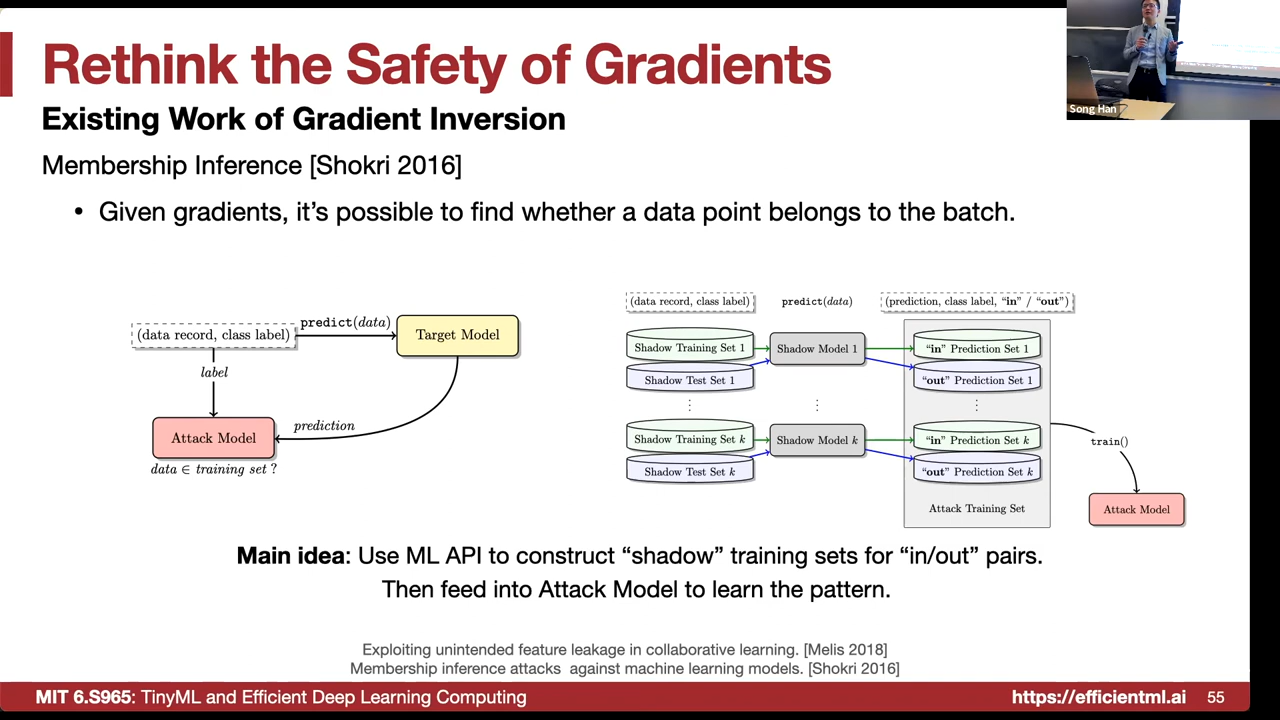 Rethink the Safety of Gradients
Song Han
Existing Work of Gradient Inversion
Membership Inference [Shokri 2016]
• Given gradients, it's possible to find whether a data point belongs to the batch.
(data record, class label)
predict(data)
Target Model
label
prediction
Attack Model
data ∈ training set ?
(data record, class label)
predict(data)
(prediction, class label, "in" / "out")
Shadow Training Set 1
Shadow Model 1
"in" Prediction Set 1
Shadow Test Set 1
"out" Prediction Set 1
⋮ ⋮ ⋮
Shadow Training Set k
Shadow Model k
"in" Prediction Set k
Shadow Test Set k
"out" Prediction Set k
train()
Attack Training Set
Attack Model
Main idea: Use ML API to construct "shadow" training sets for "in/out" pairs.
Then feed into Attack Model to learn the pattern.
Exploiting unintended feature leakage in collaborative learning. [Melis 2018]
Membership inference attacks against machine learning models. [Shokri 2016]
MIT 6.S965: TinyML and Efficient Deep Learning Computing
https://efficientml.ai
55